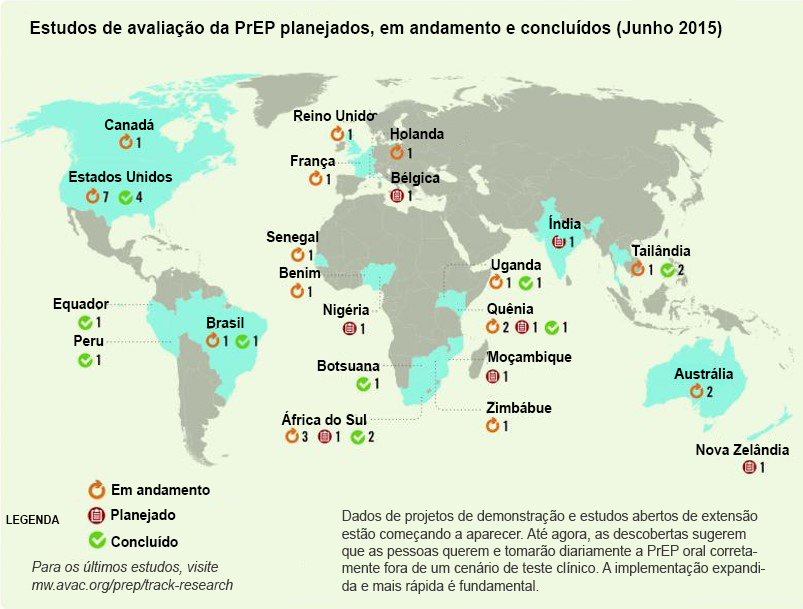 Estudos de avaliação da PrEP planejados, em andamento e concluídos (Junho 2015)
Canadá
1
Estados Unidos
7 4
Reino Unido
1
Holanda
1
França
1
Bélgica
1
Índia
1
Tailândia
1 2
Senegal
1
Benim
1
Nigéria
1
Uganda
1 1
Quênia
2 1 1
Equador
1
Peru
1
Brasil
1 1
Botsuana
1
Moçambique
1
Zimbábue
1
África do Sul
3 1 2
Austrália
2
Nova Zelândia
1
LEGENDA
Em andamento
Planejado
Concluído
Para os últimos estudos, visite
mw.avac.org/prep/track-research
Dados de projetos de demonstração e estudos abertos de extensão
estão começando a aparecer. Até agora, as descobertas sugerem
que as pessoas querem e tomarão diariamente a PrEP oral correta-
mente fora de um cenário de teste clínico. A implementação expandi-
da e mais rápida é fundamental.